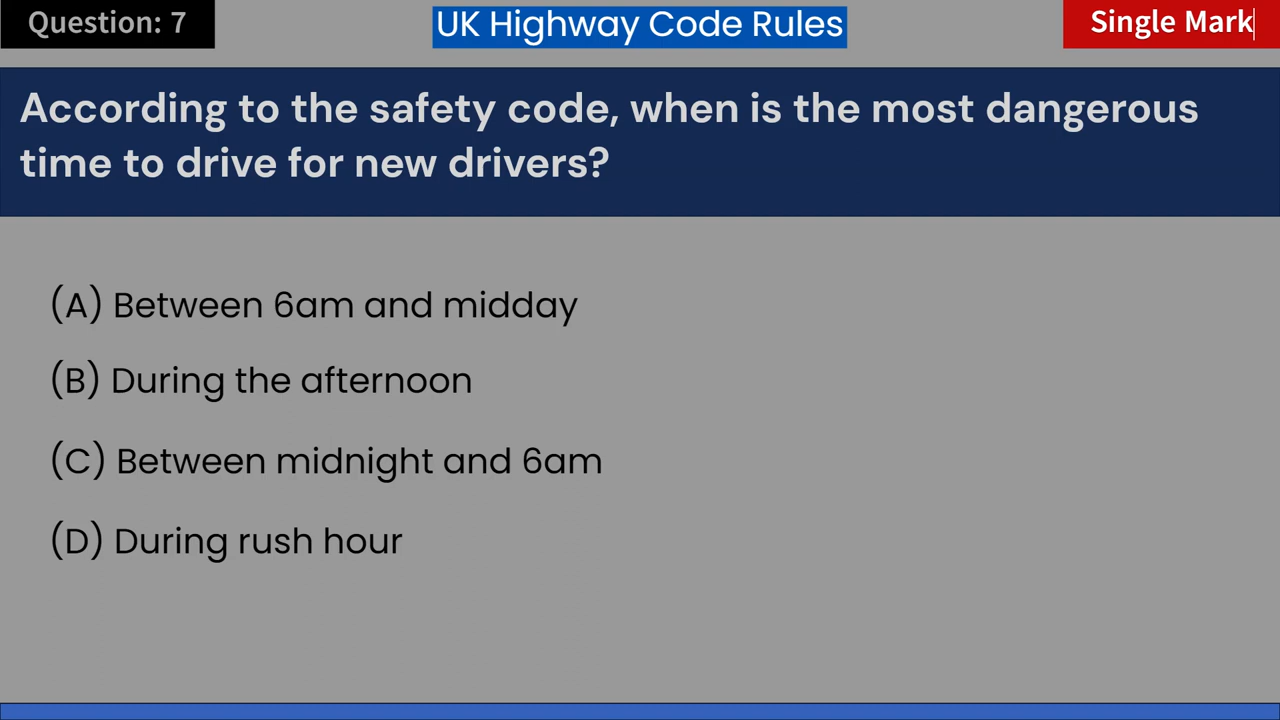 Question: 7
UK Highway Code Rules
Single Mark
According to the safety code, when is the most dangerous
time to drive for new drivers?
(A) Between 6am and midday
(B) During the afternoon
(C) Between midnight and 6am
(D) During rush hour